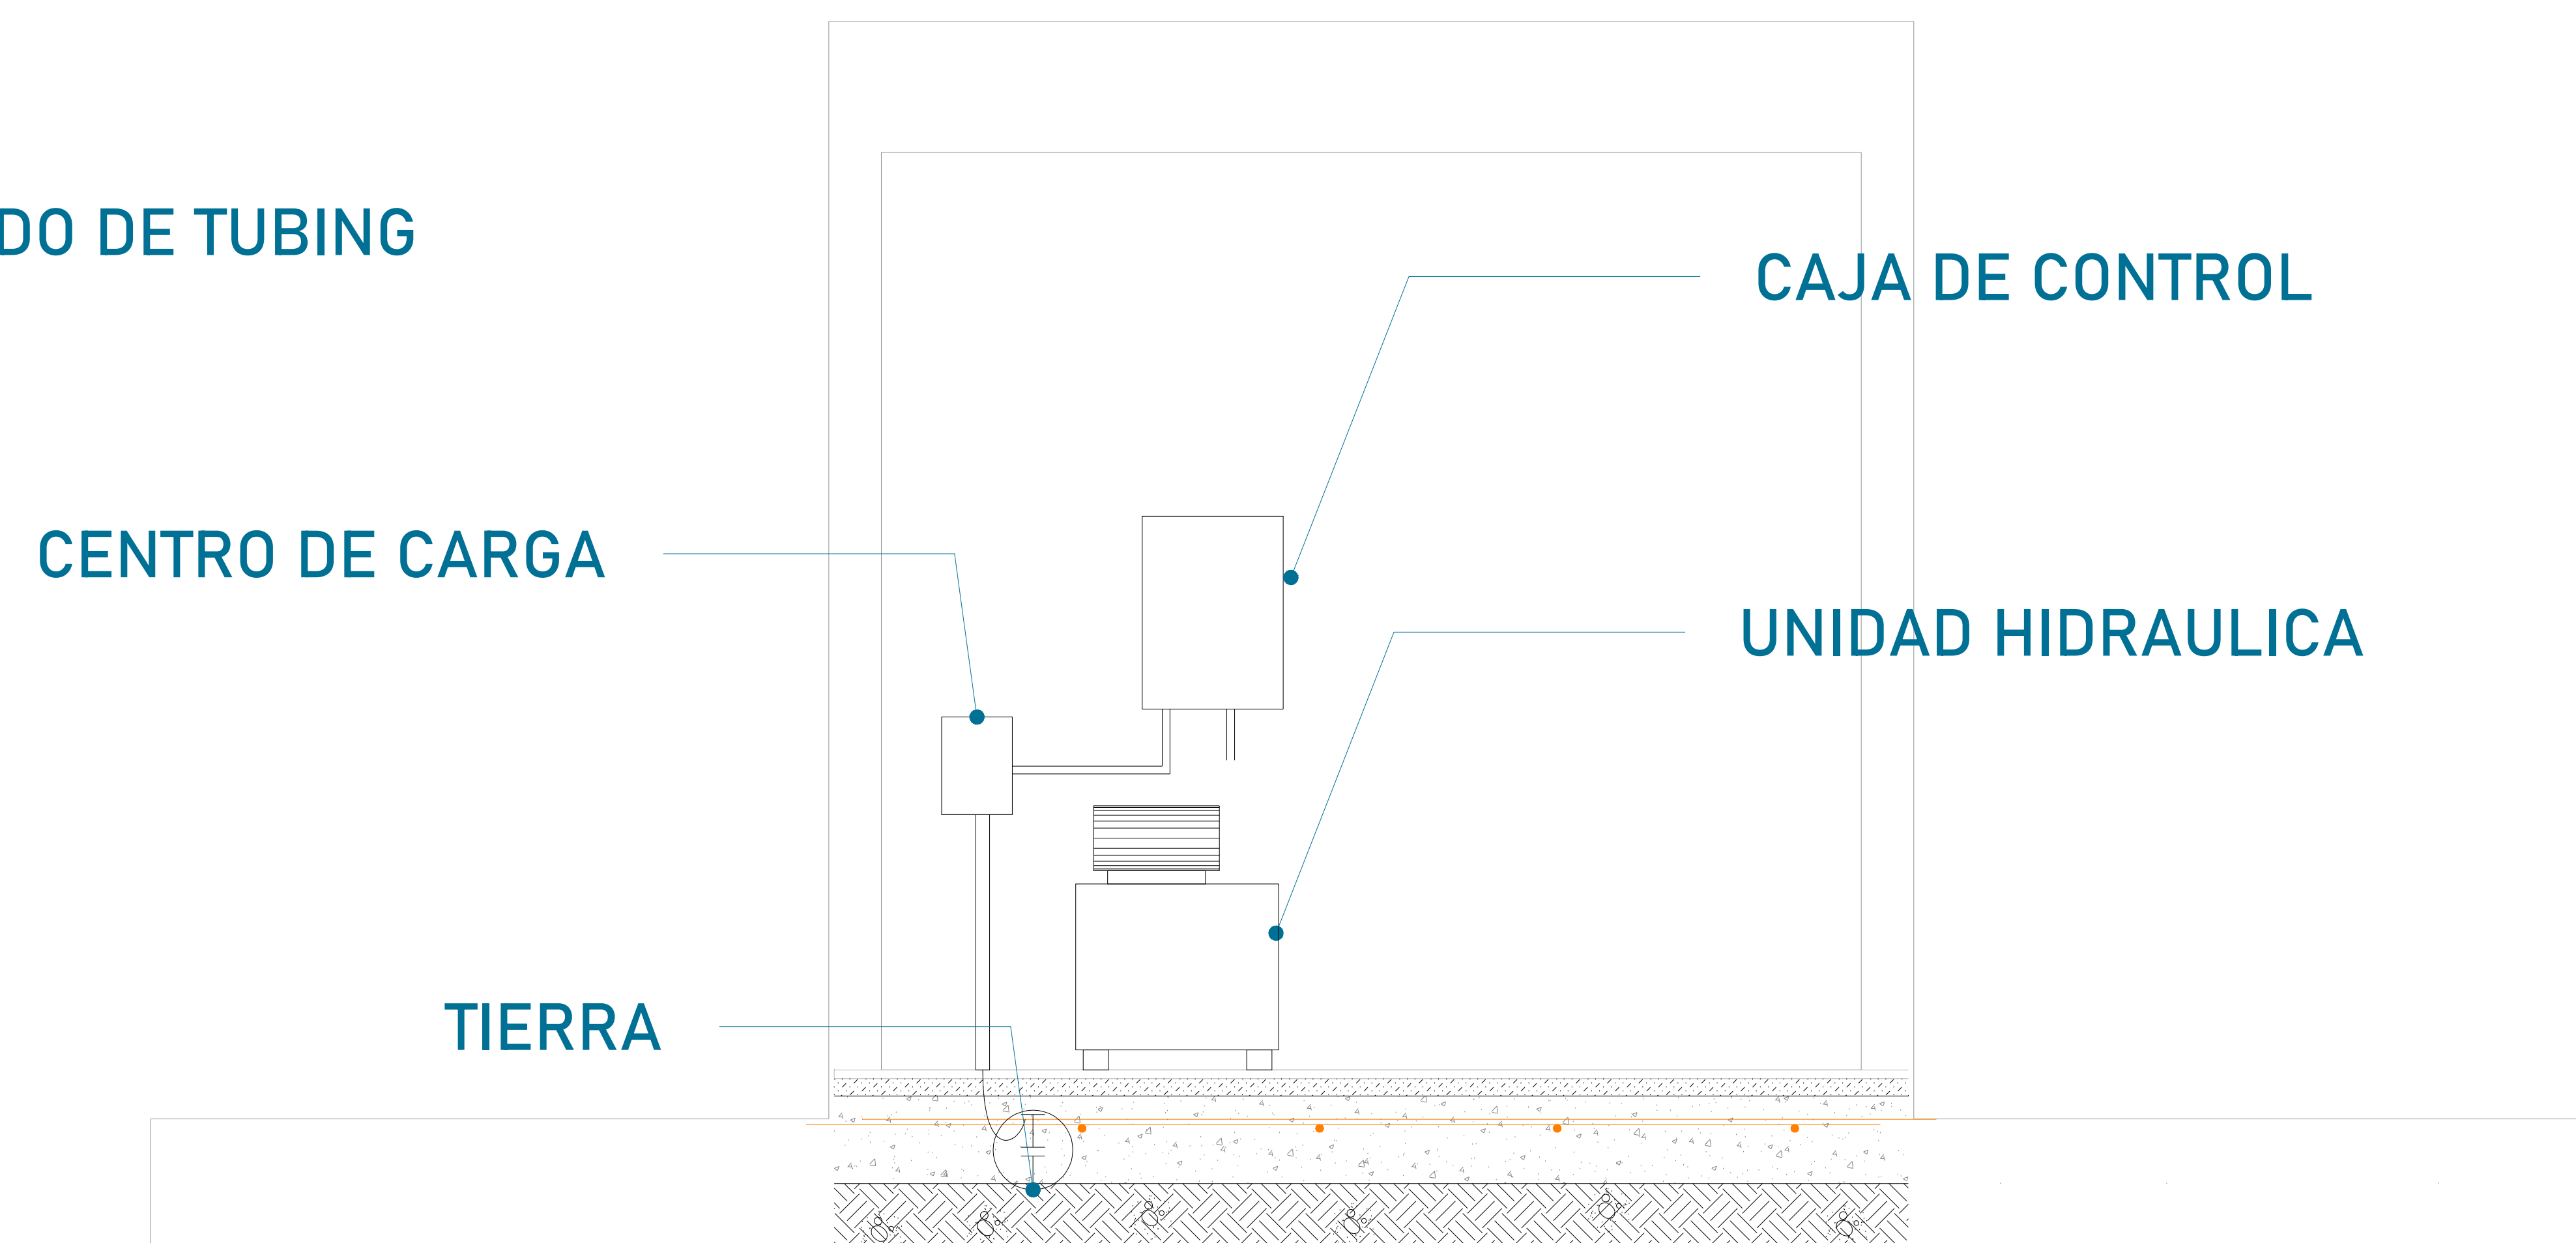 DO DE TUBING
CAJA DE CONTROL
CENTRO DE CARGA
UNIDAD HIDRAULICA
TIERRA